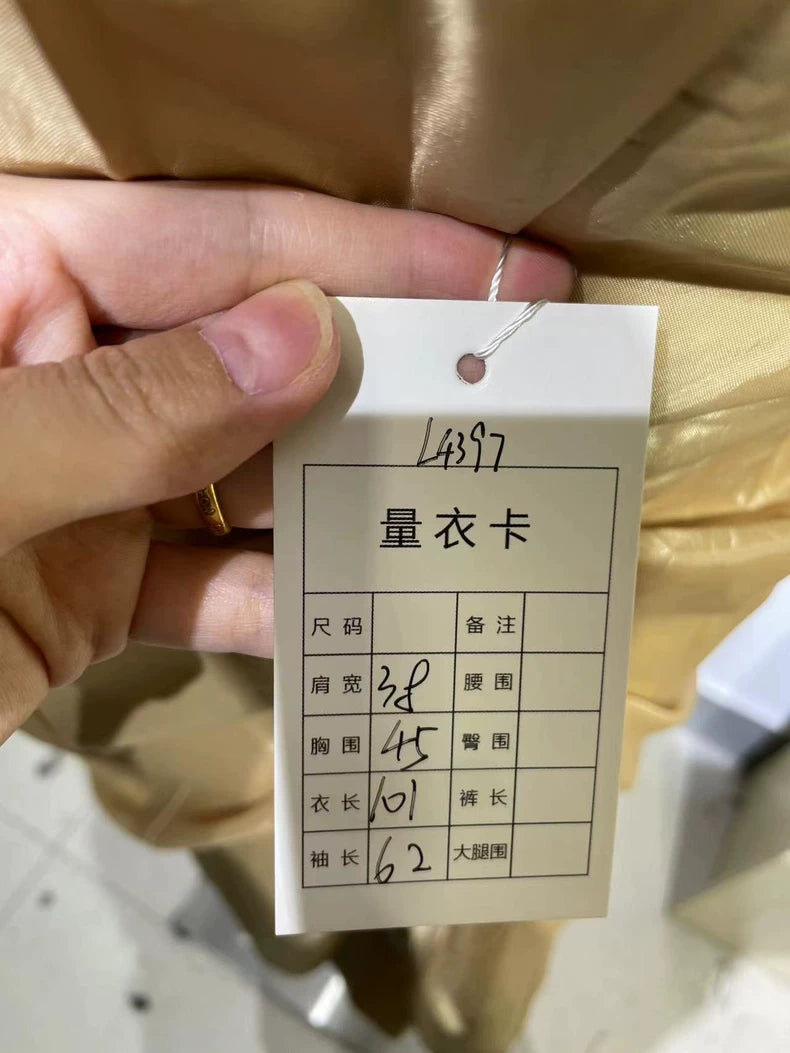 L4397
量衣卡
尺码 备注
肩宽 38 腰围
胸围 45 臀围
衣长 101 裤长
袖长 62 大腿围